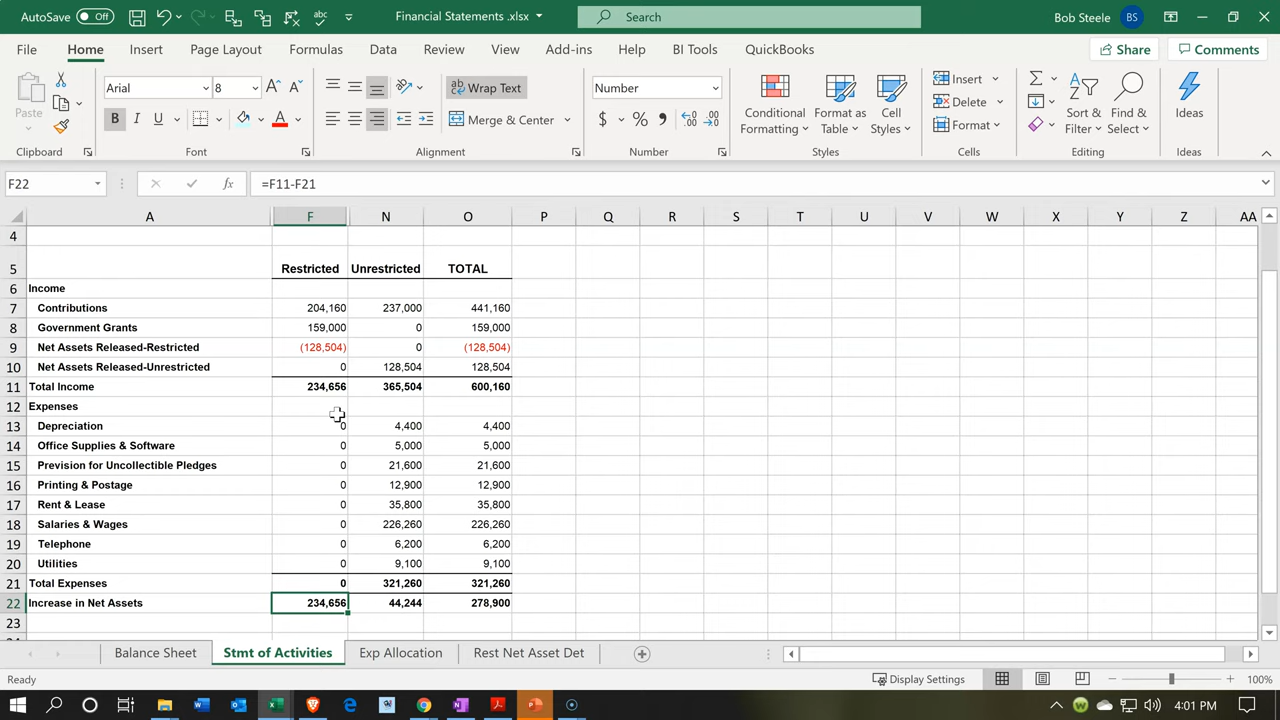 AutoSave Off Financial Statements .xlsx Search Bob Steele BS
File Home Insert Page Layout Formulas Data Review View Add-ins Help BI Tools QuickBooks Share Comments
Paste Arial 8 Wrap Text Number Conditional Formatting Format as Table Cell Styles Insert Sort & Filter Find & Select Ideas
B I U Merge & Center $ % Delete
Format
Clipboard Font Alignment Number Styles Cells Editing Ideas
F22 fx =F11-F21
A F N O P Q R S T U V W X Y Z AA
4
5 Restricted Unrestricted TOTAL
6 Income
7 Contributions 204,160 237,000 441,160
8 Government Grants 159,000 0 159,000
9 Net Assets Released-Restricted (128,504) 0 (128,504)
10 Net Assets Released-Unrestricted 0 128,504 128,504
11 Total Income 234,656 365,504 600,160
12 Expenses
13 Depreciation 0 4,400 4,400
14 Office Supplies & Software 0 5,000 5,000
15 Prevision for Uncollectible Pledges 0 21,600 21,600
16 Printing & Postage 0 12,900 12,900
17 Rent & Lease 0 35,800 35,800
18 Salaries & Wages 0 226,260 226,260
19 Telephone 0 6,200 6,200
20 Utilities 0 9,100 9,100
21 Total Expenses 0 321,260 321,260
22 Increase in Net Assets 234,656 44,244 278,900
23
Balance Sheet Stmt of Activities Exp Allocation Rest Net Asset Det
Ready Display Settings 100%
4:01 PM